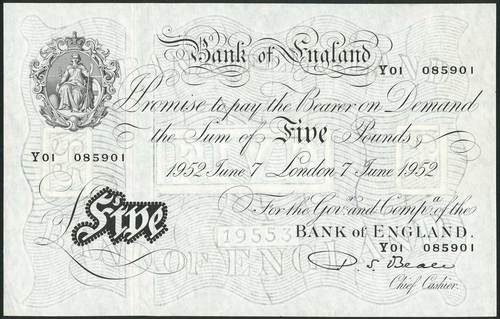 Bank of England
Y01 085901
Promise to pay the Bearer on Demand
the Sum of Five Pounds
Y01 085901
1952 June 7 London 7 June 1952
For the Gov.r and Comp.a of the
£Five
BANK OF ENGLAND.
19553
Y01 085901
D. S. Beale
Chief Cashier.